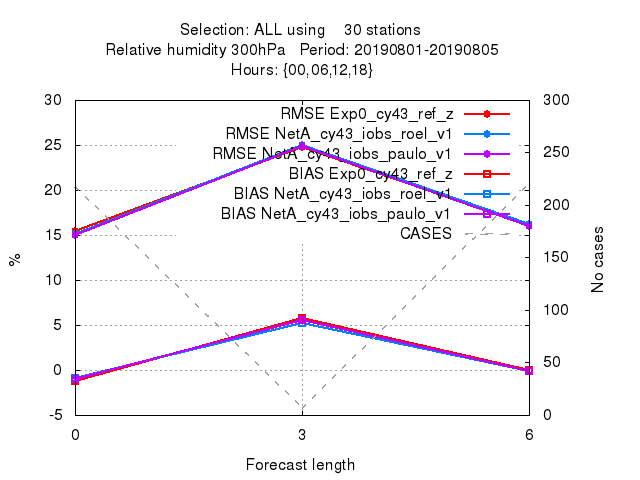 Selection: ALL using 30 stations
Relative humidity 300hPa Period: 20190801-20190805
Hours: {00,06,12,18}
30 300
RMSE Exp0_cy43_ref_z
25 RMSE NetA_cy43_iobs_roel_v1 250
RMSE NetA_cy43_iobs_paulo_v1
BIAS Exp0_cy43_ref_z
20 BIAS NetA_cy43_iobs_roel_v1 200
BIAS NetA_cy43_iobs_paulo_v1
15 CASES 150
%
No cases
10 100
5 50
0
-5 0
0 3 6
Forecast length